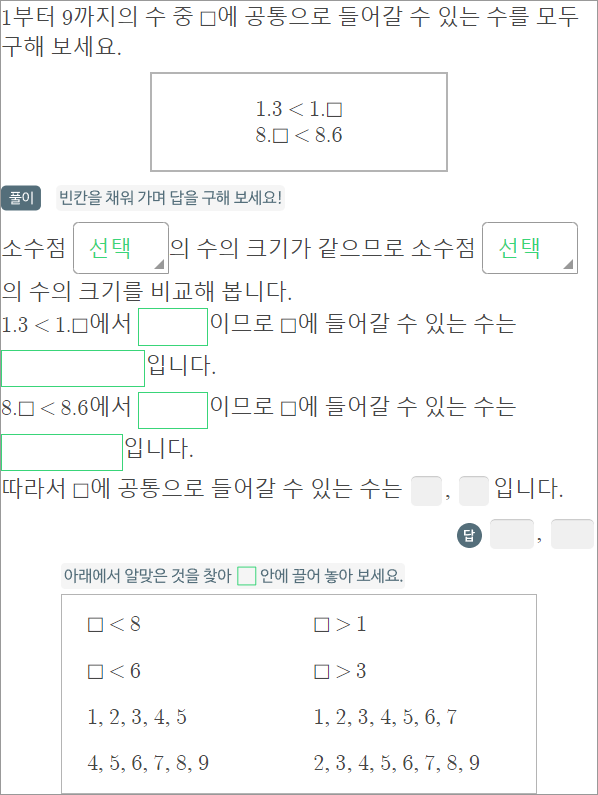 1부터 9까지의 수 중 □에 공통으로 들어갈 수 있는 수를 모두
구해 보세요.
1.3 < 1.□
8.□ < 8.6
풀이 빈칸을 채워 가며 답을 구해 보세요!
소수점 선택 의 수의 크기가 같으므로 소수점 선택
의 수의 크기를 비교해 봅니다.
1.3 < 1.□에서 이므로 □에 들어갈 수 있는 수는
입니다.
8.□ < 8.6에서 이므로 □에 들어갈 수 있는 수는
입니다.
따라서 □에 공통으로 들어갈 수 있는 수는 , 입니다.
답 ,
아래에서 알맞은 것을 찾아 □ 안에 끌어 놓아 보세요.
□ < 8 □ > 1
□ < 6 □ > 3
1, 2, 3, 4, 5 1, 2, 3, 4, 5, 6, 7
4, 5, 6, 7, 8, 9 2, 3, 4, 5, 6, 7, 8, 9